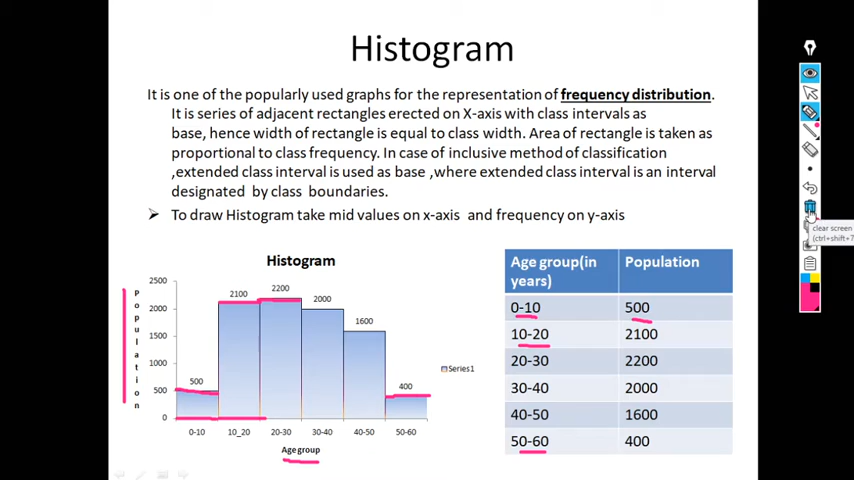 Histogram
It is one of the popularly used graphs for the representation of frequency distribution.
It is series of adjacent rectangles erected on X-axis with class intervals as
base, hence width of rectangle is equal to class width. Area of rectangle is taken as
proportional to class frequency. In case of inclusive method of classification
,extended class interval is used as base ,where extended class interval is an interval
designated by class boundaries.
To draw Histogram take mid values on x-axis and frequency on y-axis
Histogram
Population
2500
2000
1500
1000
500
0
500
2100
2200
2000
1600
400
0-10
10_20
20-30
30-40
40-50
50-60
Age group
Series1
Age group(in years)
Population
0-10 500
10-20 2100
20-30 2200
30-40 2000
40-50 1600
50-60 400
clear screen
(ctrl+shift+7